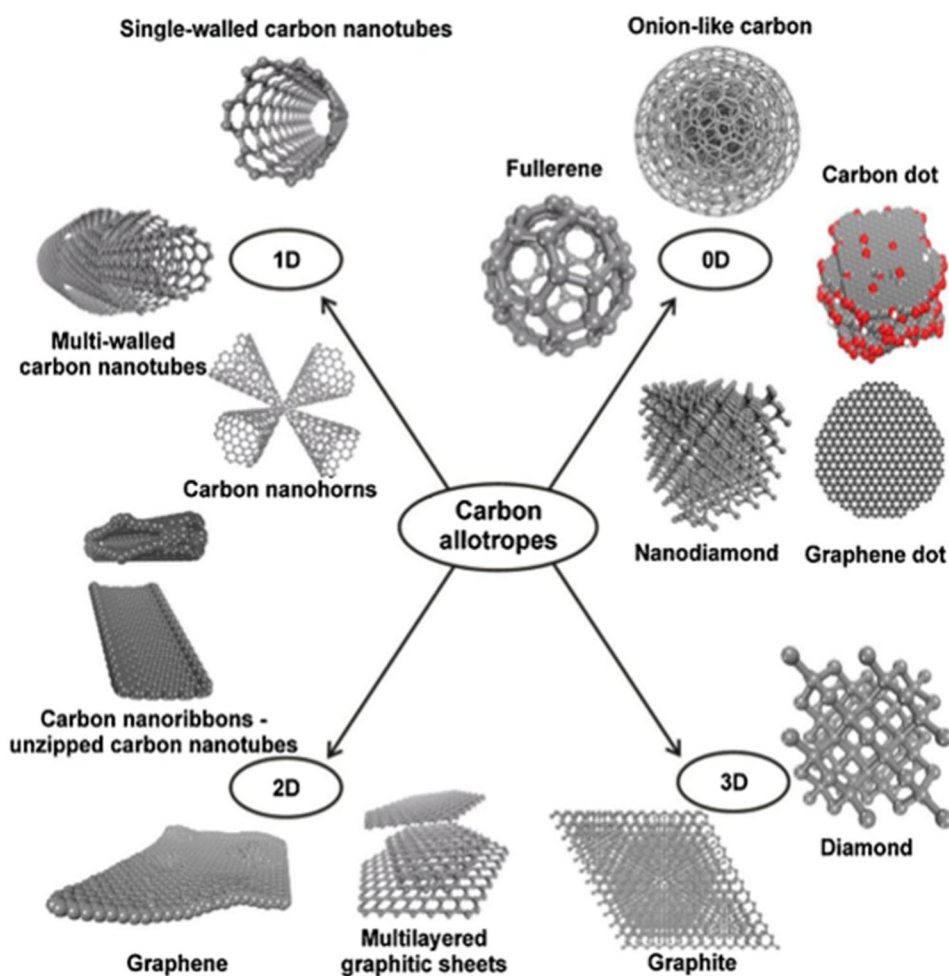 Single-walled carbon nanotubes
Onion-like carbon
Fullerene
Carbon dot
1D
0D
Multi-walled
carbon nanotubes
Carbon nanohorns
Carbon
allotropes
Nanodiamond
Graphene dot
Carbon nanoribbons -
unzipped carbon nanotubes
2D
3D
Diamond
Graphene
Multilayered
graphitic sheets
Graphite